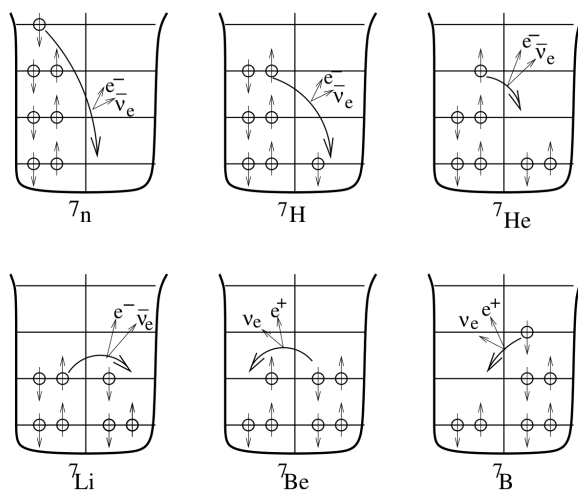 e⁻ ν̄ₑ
e⁻ ν̄ₑ
e⁻ ν̄ₑ
⁷n
⁷H
⁷He
e⁻ ν̄ₑ
νₑ e⁺
νₑ e⁺
⁷Li
⁷Be
⁷B